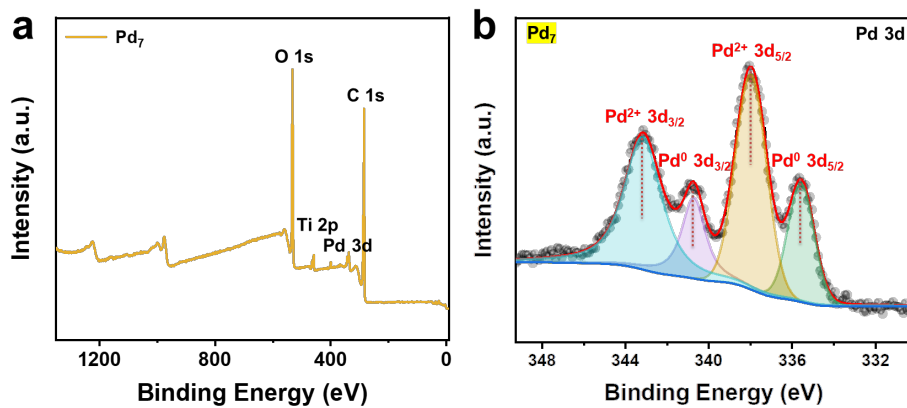 a
Pd₇
O 1s
C 1s
Ti 2p
Pd 3d
Intensity (a.u.)
1200
800
400
0
Binding Energy (eV)
b
Pd₇
Pd 3d
Pd²⁺ 3d₅/₂
Pd²⁺ 3d₃/₂
Pd⁰ 3d₃/₂
Pd⁰ 3d₅/₂
Intensity (a.u.)
348
344
340
336
332
Binding Energy (eV)